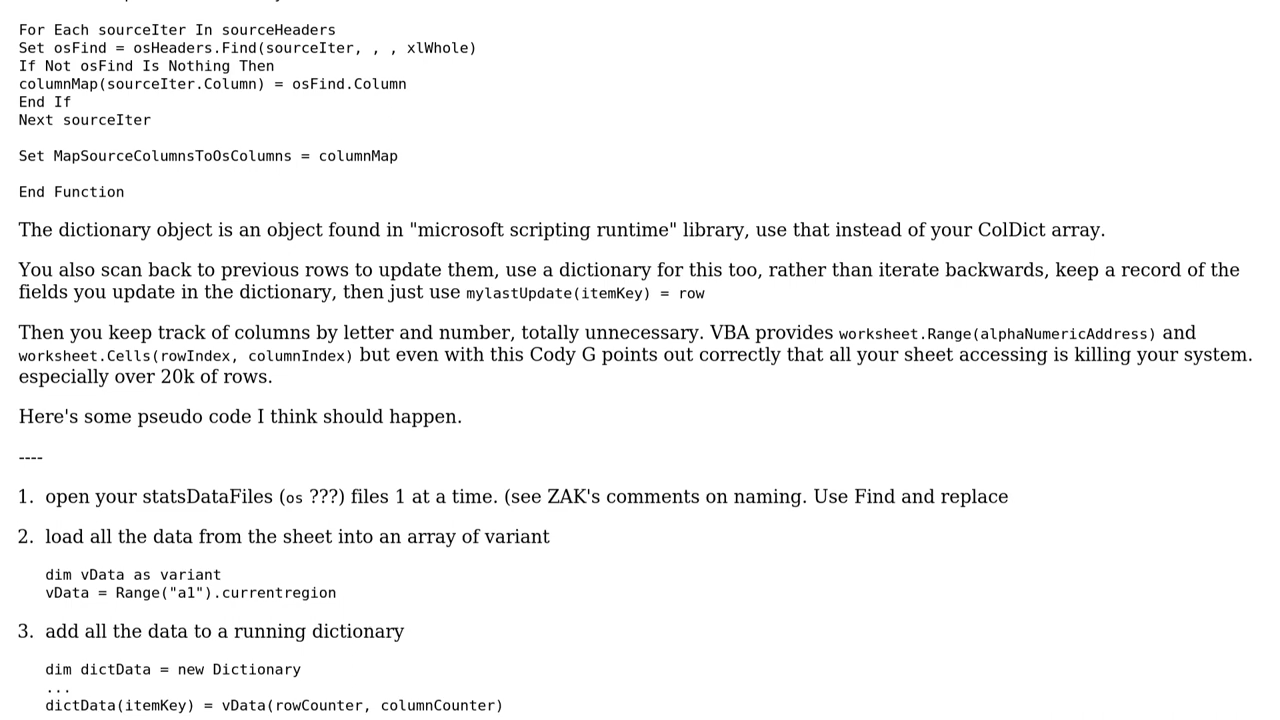 For Each sourceIter In sourceHeaders
Set osFind = osHeaders.Find(sourceIter, , , xlWhole)
If Not osFind Is Nothing Then
columnMap(sourceIter.Column) = osFind.Column
End If
Next sourceIter
Set MapSourceColumnsToOsColumns = columnMap
End Function
The dictionary object is an object found in "microsoft scripting runtime" library, use that instead of your ColDict array.
You also scan back to previous rows to update them, use a dictionary for this too, rather than iterate backwards, keep a record of the
fields you update in the dictionary, then just use mylastUpdate(itemKey) = row
Then you keep track of columns by letter and number, totally unnecessary. VBA provides worksheet.Range(alphaNumericAddress) and
worksheet.Cells(rowIndex, columnIndex) but even with this Cody G points out correctly that all your sheet accessing is killing your system.
especially over 20k of rows.
Here's some pseudo code I think should happen.
----
1. open your statsDataFiles (os ???) files 1 at a time. (see ZAK's comments on naming. Use Find and replace
2. load all the data from the sheet into an array of variant
dim vData as variant
vData = Range("a1").currentregion
3. add all the data to a running dictionary
dim dictData = new Dictionary
...
dictData(itemKey) = vData(rowCounter, columnCounter)